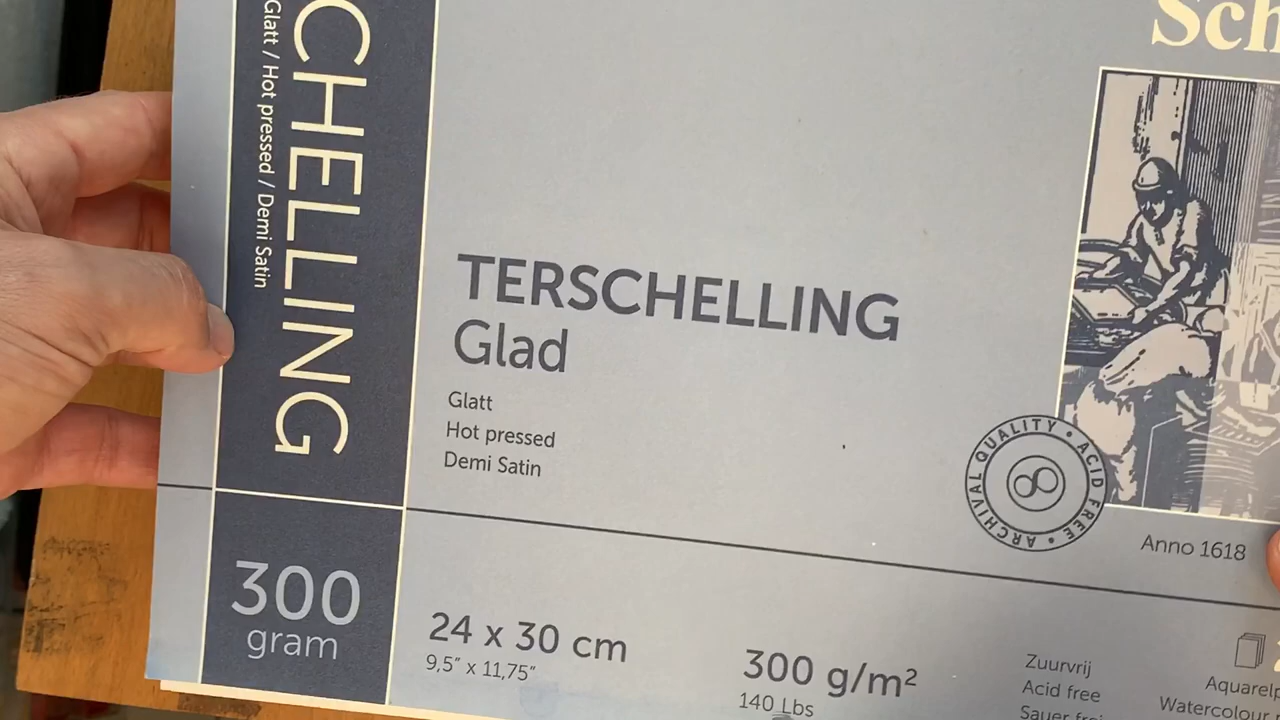 CHELLING
Glatt / Hot pressed / Demi Satin
300
gram
Sch
TERSCHELLING
Glad
Glatt
Hot pressed
Demi Satin
ARCHIVAL QUALITY • ACID FREE •
Anno 1618
24 x 30 cm
9,5" x 11,75"
300 g/m²
140 Lbs
Zuurvrij
Acid free
Sauer frei
Aquarelp
Watercolour